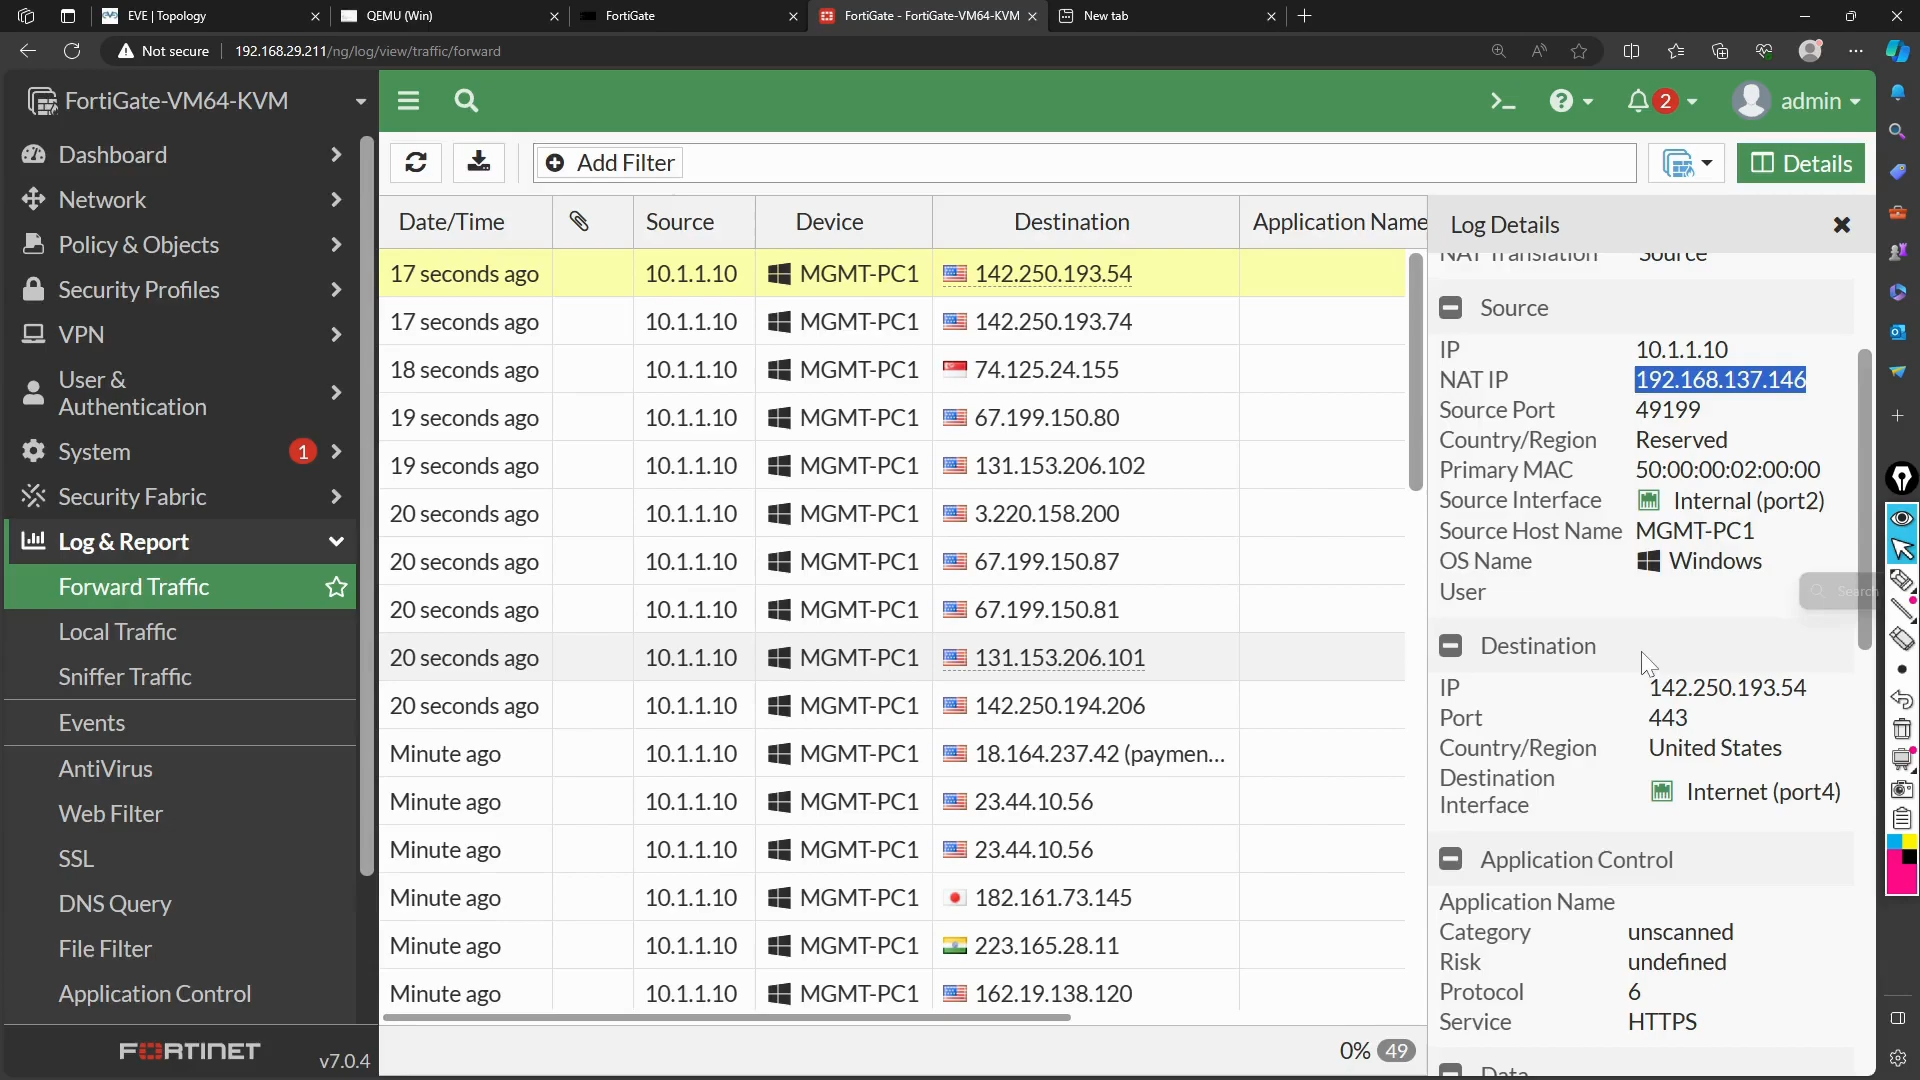 EVE | Topology
QEMU (Win)
FortiGate
FortiGate - FortiGate-VM64-KVM
New tab
Not secure
192.168.29.211/ng/log/view/traffic/forward
FortiGate-VM64-KVM
2
admin
Dashboard
Network
Policy & Objects
Security Profiles
VPN
User &
Authentication
System
1
Security Fabric
Log & Report
Forward Traffic
Local Traffic
Sniffer Traffic
Events
AntiVirus
Web Filter
SSL
DNS Query
File Filter
Application Control
FORTINET
v7.0.4
Add Filter
Details
Date/Time Source Device Destination Application Name
17 seconds ago 10.1.1.10 MGMT-PC1 142.250.193.54
17 seconds ago 10.1.1.10 MGMT-PC1 142.250.193.74
18 seconds ago 10.1.1.10 MGMT-PC1 74.125.24.155
19 seconds ago 10.1.1.10 MGMT-PC1 67.199.150.80
19 seconds ago 10.1.1.10 MGMT-PC1 131.153.206.102
20 seconds ago 10.1.1.10 MGMT-PC1 3.220.158.200
20 seconds ago 10.1.1.10 MGMT-PC1 67.199.150.87
20 seconds ago 10.1.1.10 MGMT-PC1 67.199.150.81
20 seconds ago 10.1.1.10 MGMT-PC1 131.153.206.101
20 seconds ago 10.1.1.10 MGMT-PC1 142.250.194.206
Minute ago 10.1.1.10 MGMT-PC1 18.164.237.42 (paymen...
Minute ago 10.1.1.10 MGMT-PC1 23.44.10.56
Minute ago 10.1.1.10 MGMT-PC1 23.44.10.56
Minute ago 10.1.1.10 MGMT-PC1 182.161.73.145
Minute ago 10.1.1.10 MGMT-PC1 223.165.28.11
Minute ago 10.1.1.10 MGMT-PC1 162.19.138.120
0% 49
Log Details
NAT Translation Source
Source
IP 10.1.1.10
NAT IP 192.168.137.146
Source Port 49199
Country/Region Reserved
Primary MAC 50:00:00:02:00:00
Source Interface Internal (port2)
Source Host Name MGMT-PC1
OS Name Windows
User
Search
Destination
IP 142.250.193.54
Port 443
Country/Region United States
Destination
Interface Internet (port4)
Application Control
Application Name
Category unscanned
Risk undefined
Protocol 6
Service HTTPS
Data